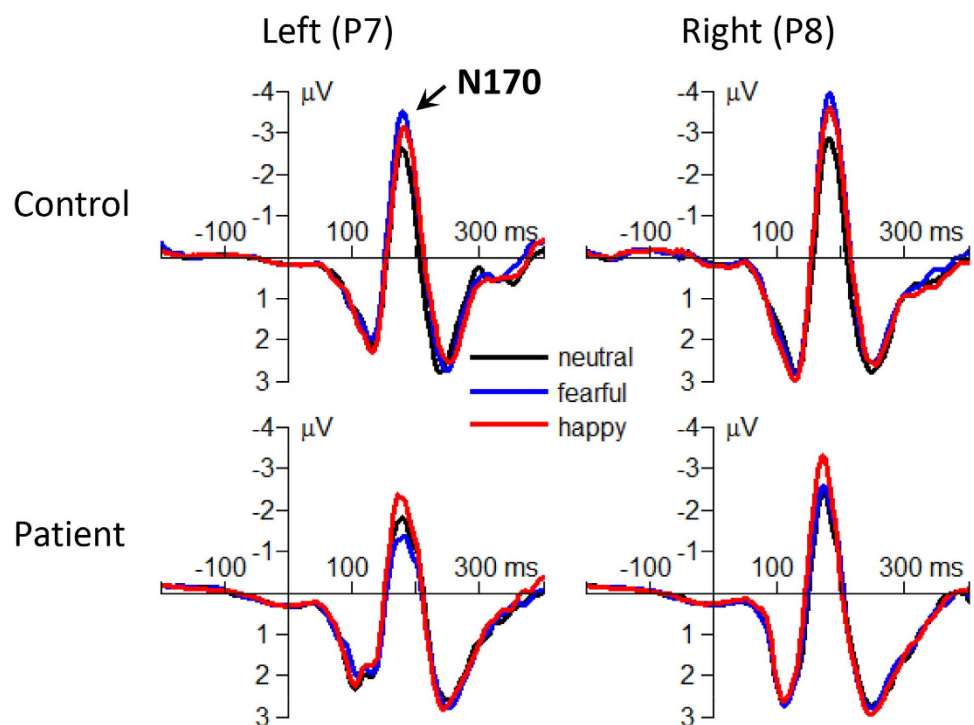 Left (P7)
Right (P8)
Control
Patient
N170
-4 µV
-3
-2
-1
-100 100 300 ms
1
2
3
-4 µV
-3
-2
-1
-100 100 300 ms
1
2
3
neutral
fearful
happy
-4 µV
-3
-2
-1
-100 100 300 ms
1
2
3
-4 µV
-3
-2
-1
-100 100 300 ms
1
2
3